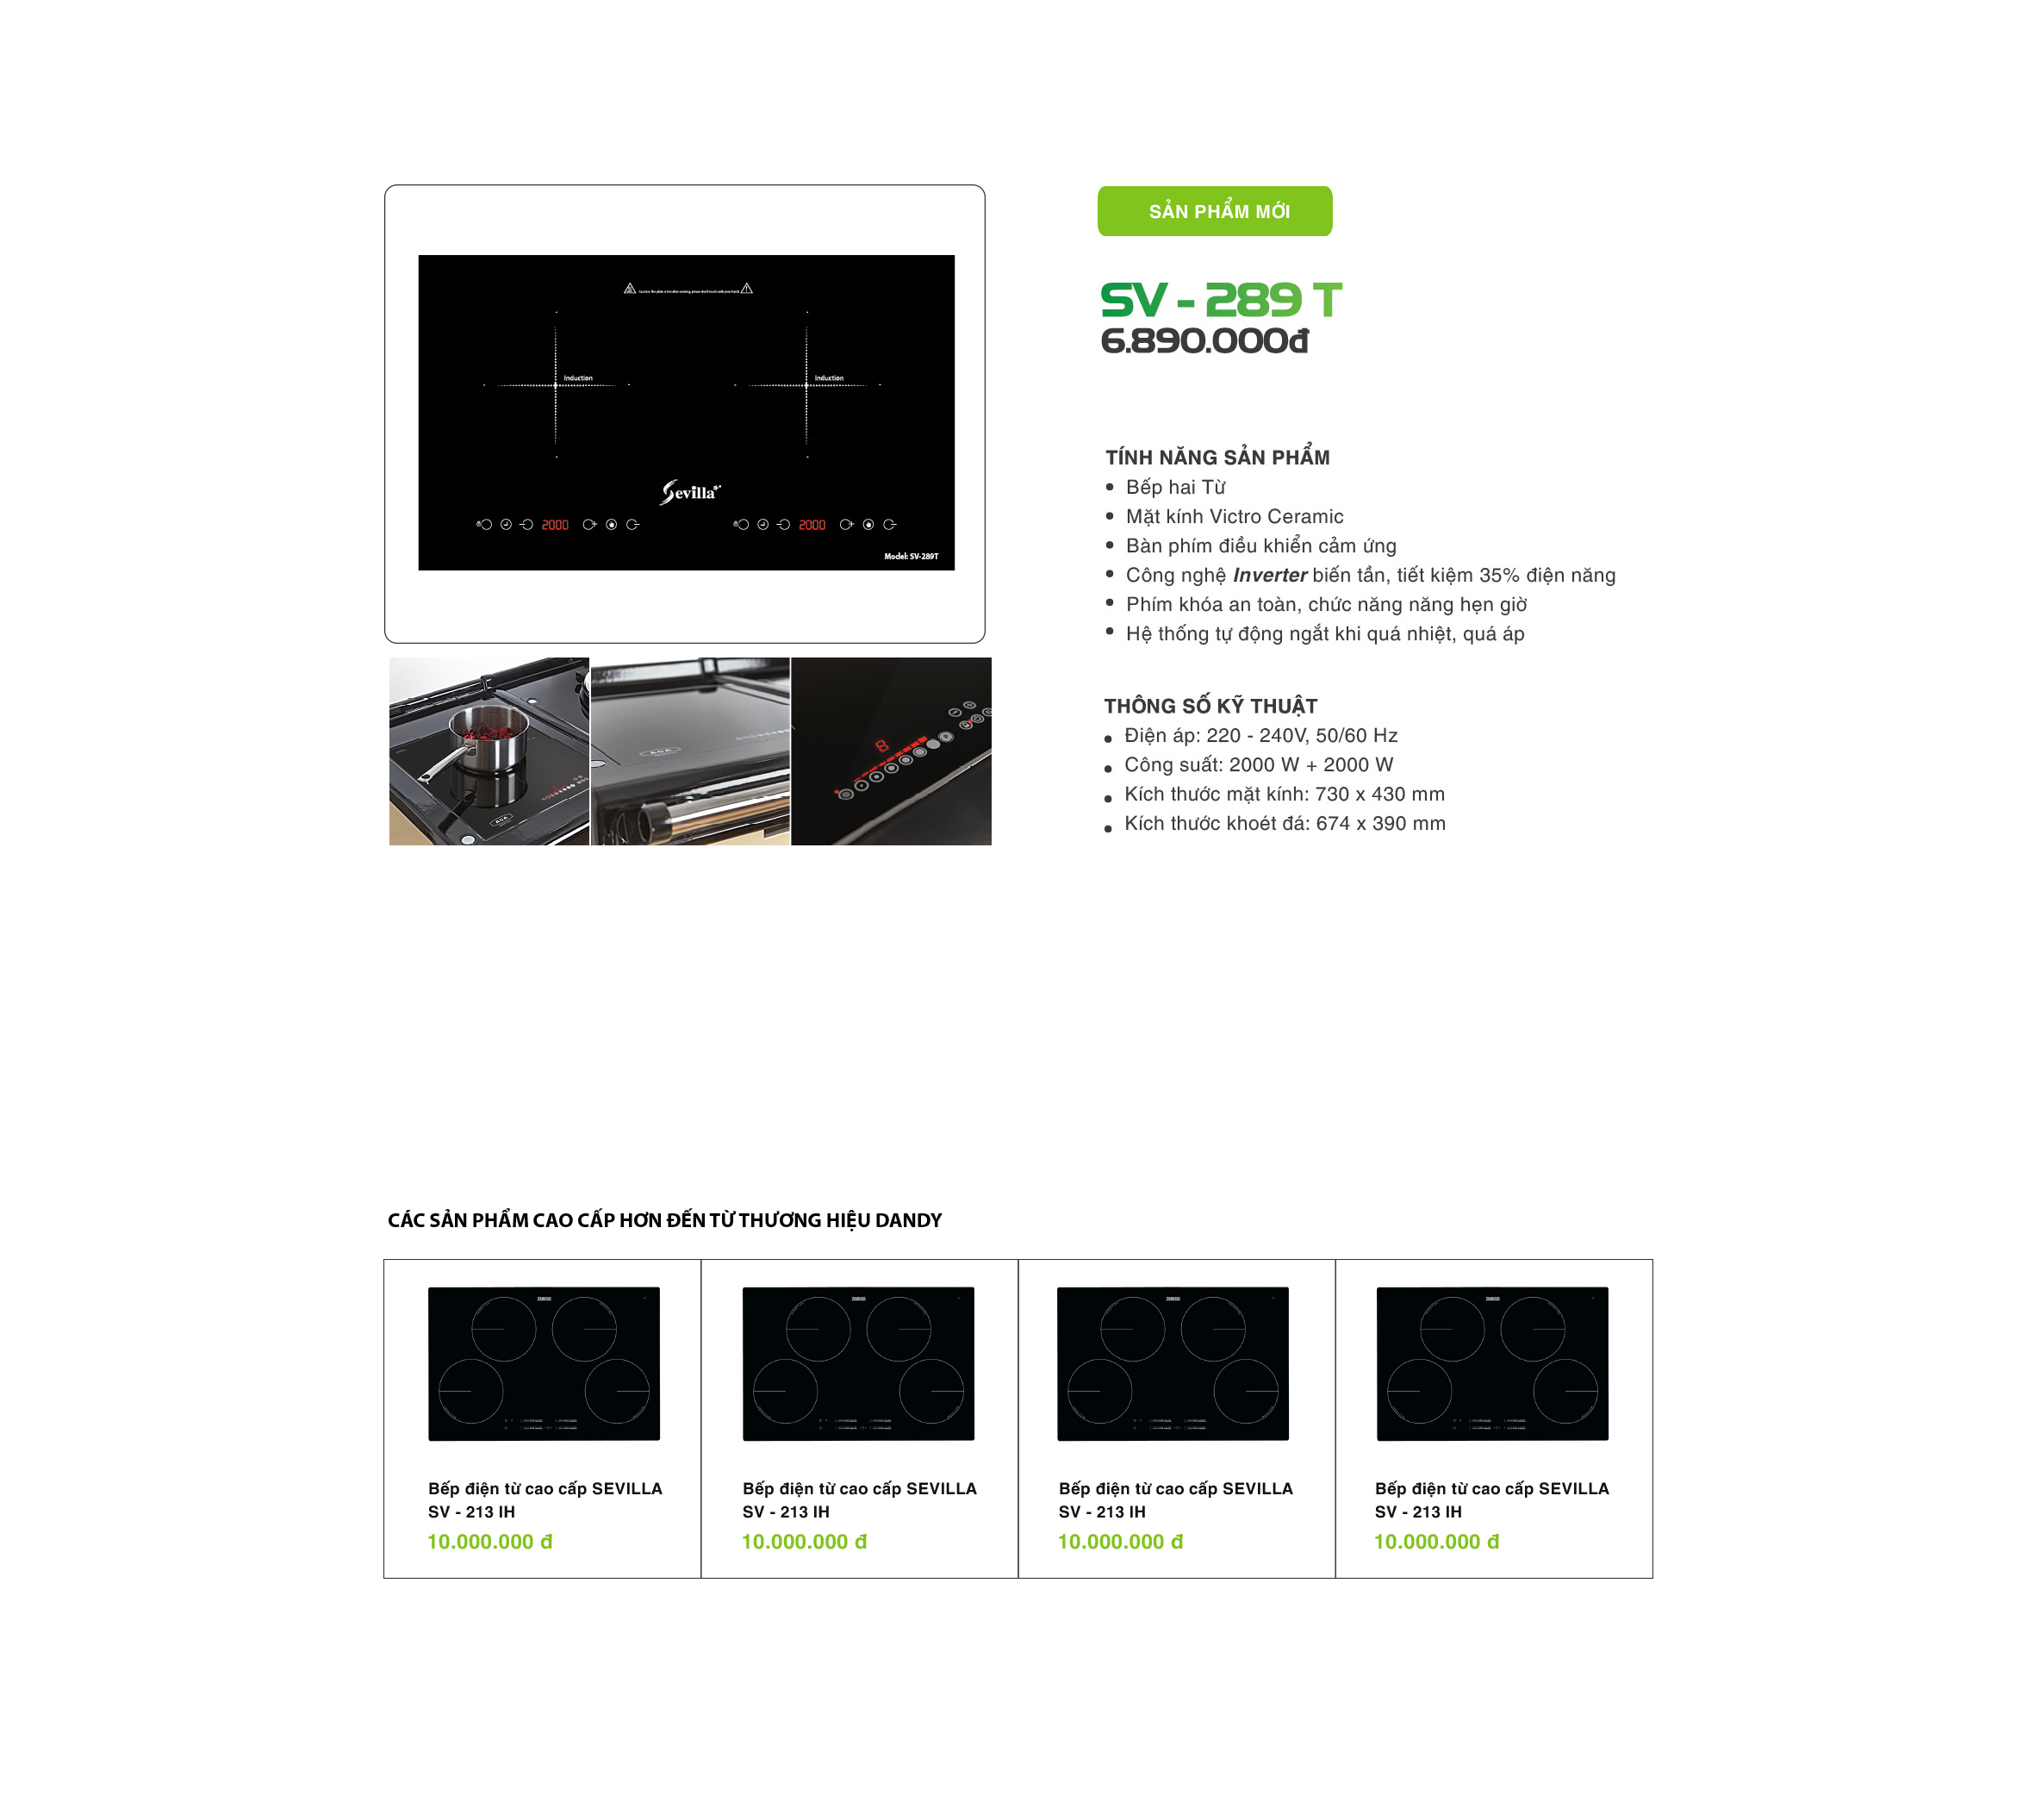 SẢN PHẨM MỚI
SV - 289 T
6.890.000đ
Induction
Induction
Sevilla
2000
2000
Model: SV-289T
TÍNH NĂNG SẢN PHẨM
Bếp hai Từ
Mặt kính Victro Ceramic
Bàn phím điều khiển cảm ứng
Công nghệ Inverter biến tần, tiết kiệm 35% điện năng
Phím khóa an toàn, chức năng năng hẹn giờ
Hệ thống tự động ngắt khi quá nhiệt, quá áp
AGA
AGA
8
THÔNG SỐ KỸ THUẬT
Điện áp: 220 - 240V, 50/60 Hz
Công suất: 2000 W + 2000 W
Kích thước mặt kính: 730 x 430 mm
Kích thước khoét đá: 674 x 390 mm
CÁC SẢN PHẨM CAO CẤP HƠN ĐẾN TỪ THƯƠNG HIỆU DANDY
Bếp điện từ cao cấp SEVILLA
SV - 213 IH
10.000.000 đ
Bếp điện từ cao cấp SEVILLA
SV - 213 IH
10.000.000 đ
Bếp điện từ cao cấp SEVILLA
SV - 213 IH
10.000.000 đ
Bếp điện từ cao cấp SEVILLA
SV - 213 IH
10.000.000 đ